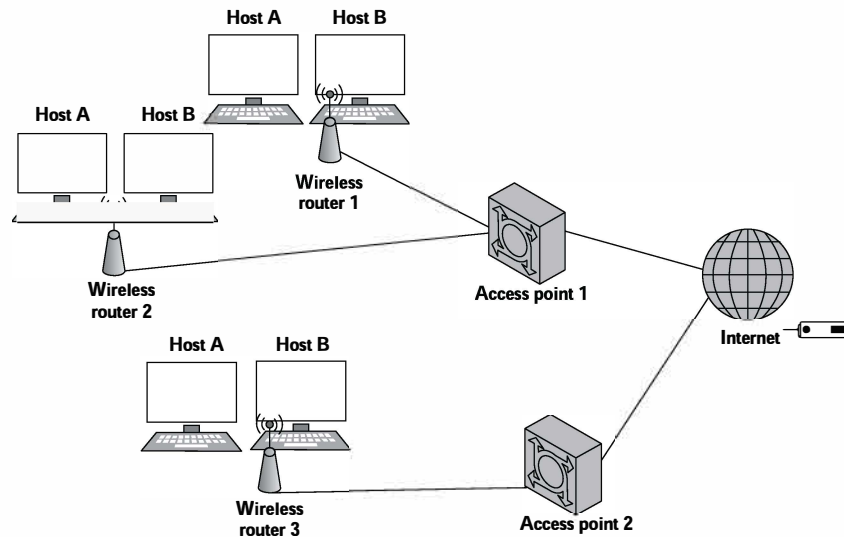 Host A
Host B
Host A
Host B
Wireless
router 1
Wireless
router 2
Access point 1
Internet
Host A
Host B
Wireless
router 3
Access point 2